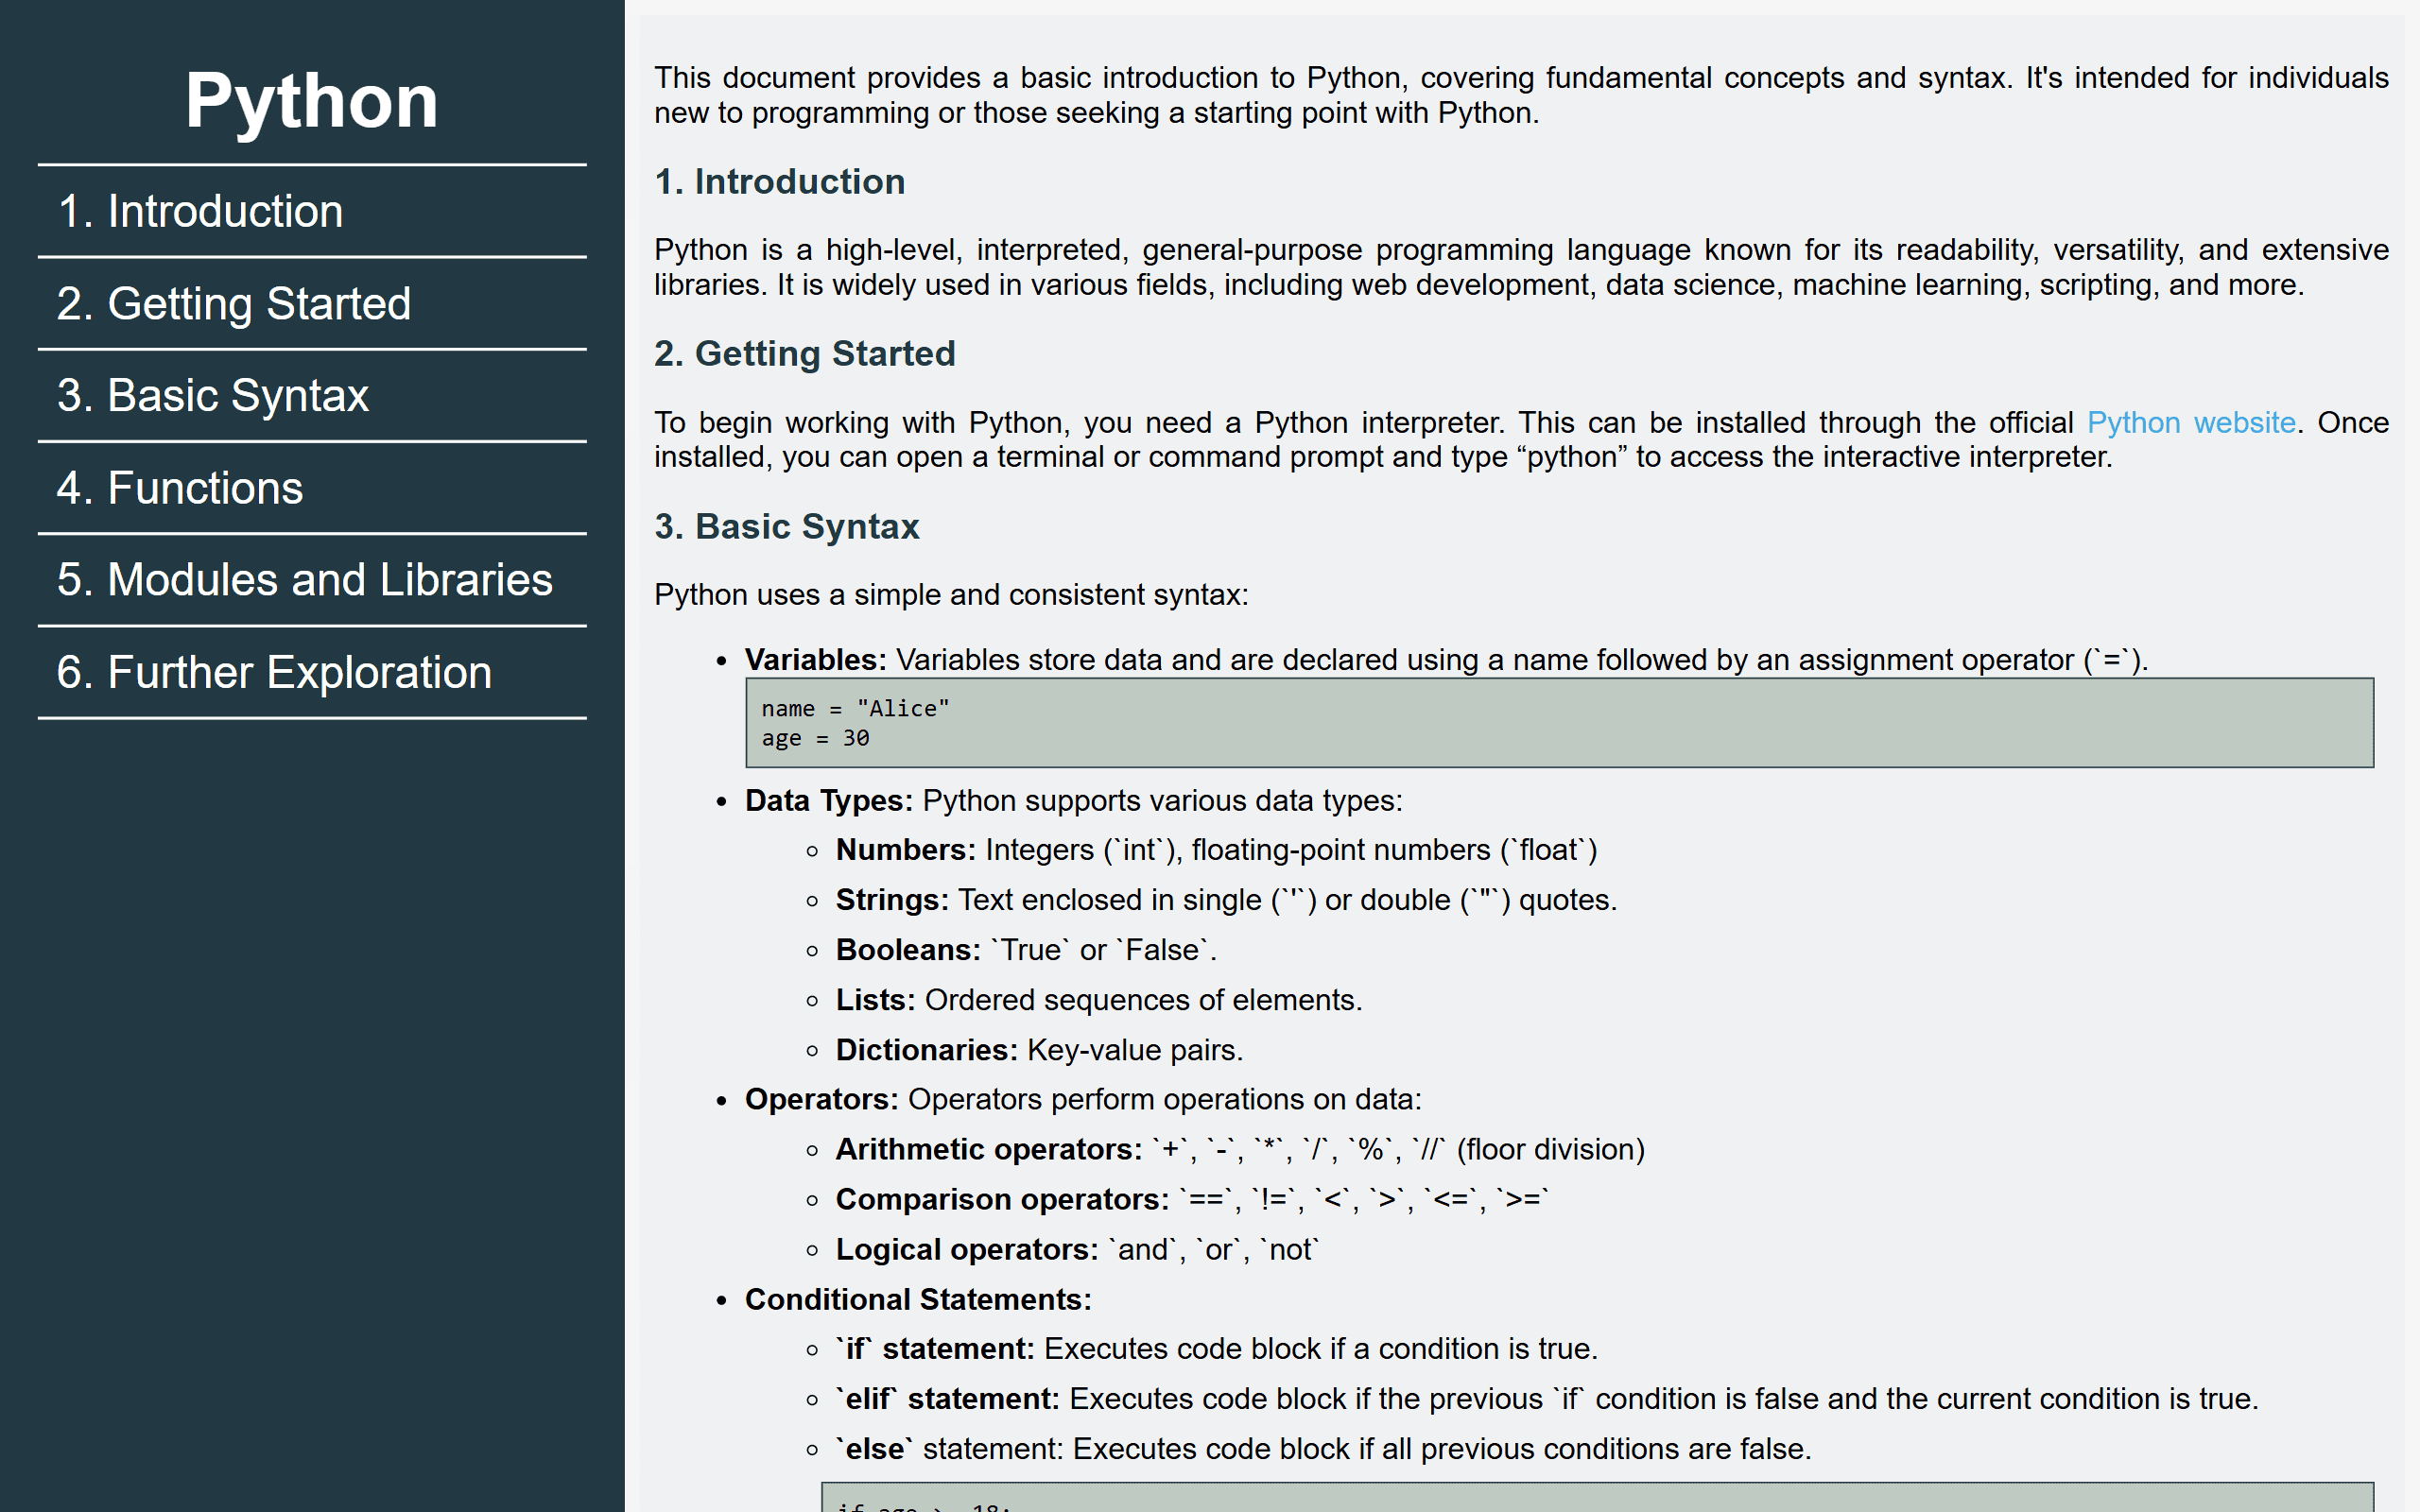 Python
1. Introduction
2. Getting Started
3. Basic Syntax
4. Functions
5. Modules and Libraries
6. Further Exploration
This document provides a basic introduction to Python, covering fundamental concepts and syntax. It's intended for individuals
new to programming or those seeking a starting point with Python.
1. Introduction
Python is a high-level, interpreted, general-purpose programming language known for its readability, versatility, and extensive
libraries. It is widely used in various fields, including web development, data science, machine learning, scripting, and more.
2. Getting Started
To begin working with Python, you need a Python interpreter. This can be installed through the official Python website. Once
installed, you can open a terminal or command prompt and type “python” to access the interactive interpreter.
3. Basic Syntax
Python uses a simple and consistent syntax:
• Variables: Variables store data and are declared using a name followed by an assignment operator (`=`).
name = "Alice"
age = 30
• Data Types: Python supports various data types:
◦ Numbers: Integers (`int`), floating-point numbers (`float`)
◦ Strings: Text enclosed in single (`'`) or double (`"`) quotes.
◦ Booleans: `True` or `False`.
◦ Lists: Ordered sequences of elements.
◦ Dictionaries: Key-value pairs.
• Operators: Operators perform operations on data:
◦ Arithmetic operators: `+`, `-`, `*`, `/`, `%`, `//` (floor division)
◦ Comparison operators: `==`, `!=`, `<`, `>`, `<=`, `>=`
◦ Logical operators: `and`, `or`, `not`
• Conditional Statements:
◦ `if` statement: Executes code block if a condition is true.
◦ `elif` statement: Executes code block if the previous `if` condition is false and the current condition is true.
◦ `else` statement: Executes code block if all previous conditions are false.